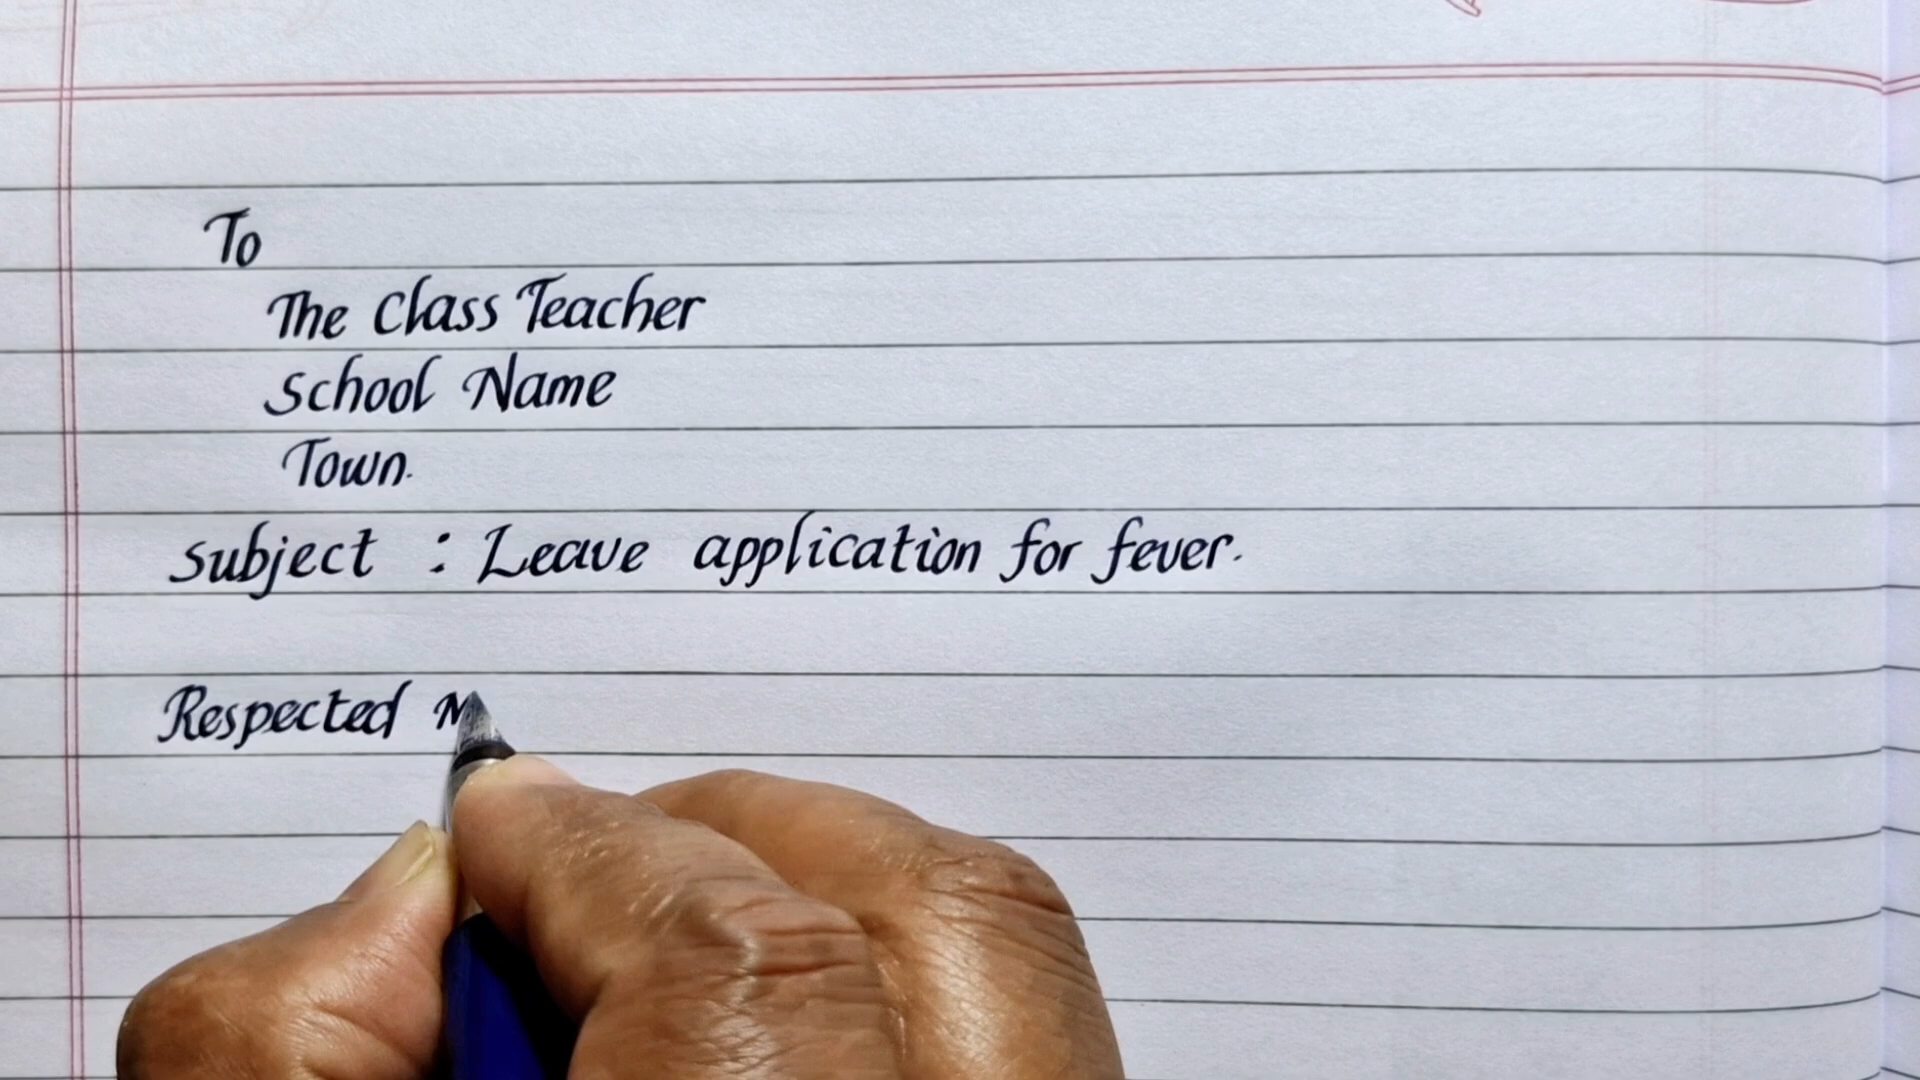 To
The Class Teacher
School Name
Town.
Subject : Leave application for fever.
Respected M